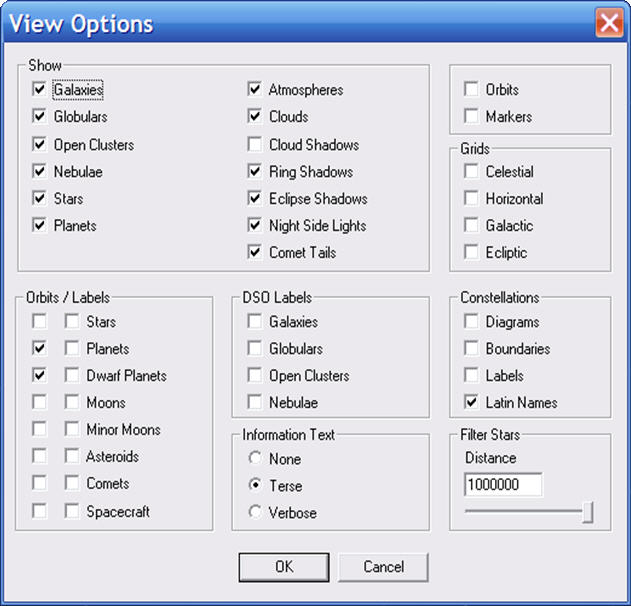 View Options
Show
Galaxies
Globulars
Open Clusters
Nebulae
Stars
Planets
Atmospheres
Clouds
Cloud Shadows
Ring Shadows
Eclipse Shadows
Night Side Lights
Comet Tails
Orbits
Markers
Grids
Celestial
Horizontal
Galactic
Ecliptic
Orbits / Labels
Stars
Planets
Dwarf Planets
Moons
Minor Moons
Asteroids
Comets
Spacecraft
DSO Labels
Galaxies
Globulars
Open Clusters
Nebulae
Information Text
None
Terse
Verbose
Constellations
Diagrams
Boundaries
Labels
Latin Names
Filter Stars
Distance
1000000
OK
Cancel